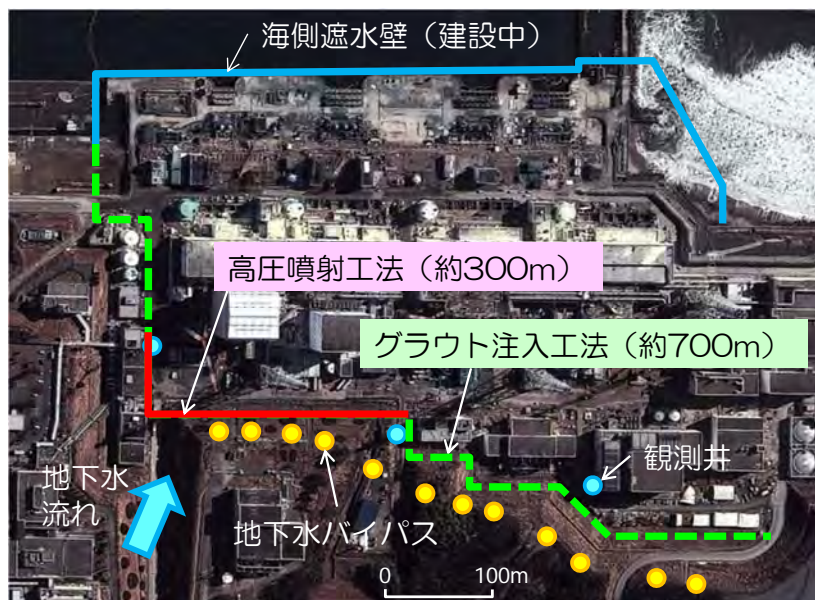 海側遮水壁（建設中）
高圧噴射工法（約300m）
グラウト注入工法（約700m）
観測井
地下水
流れ
地下水バイパス
0 100m